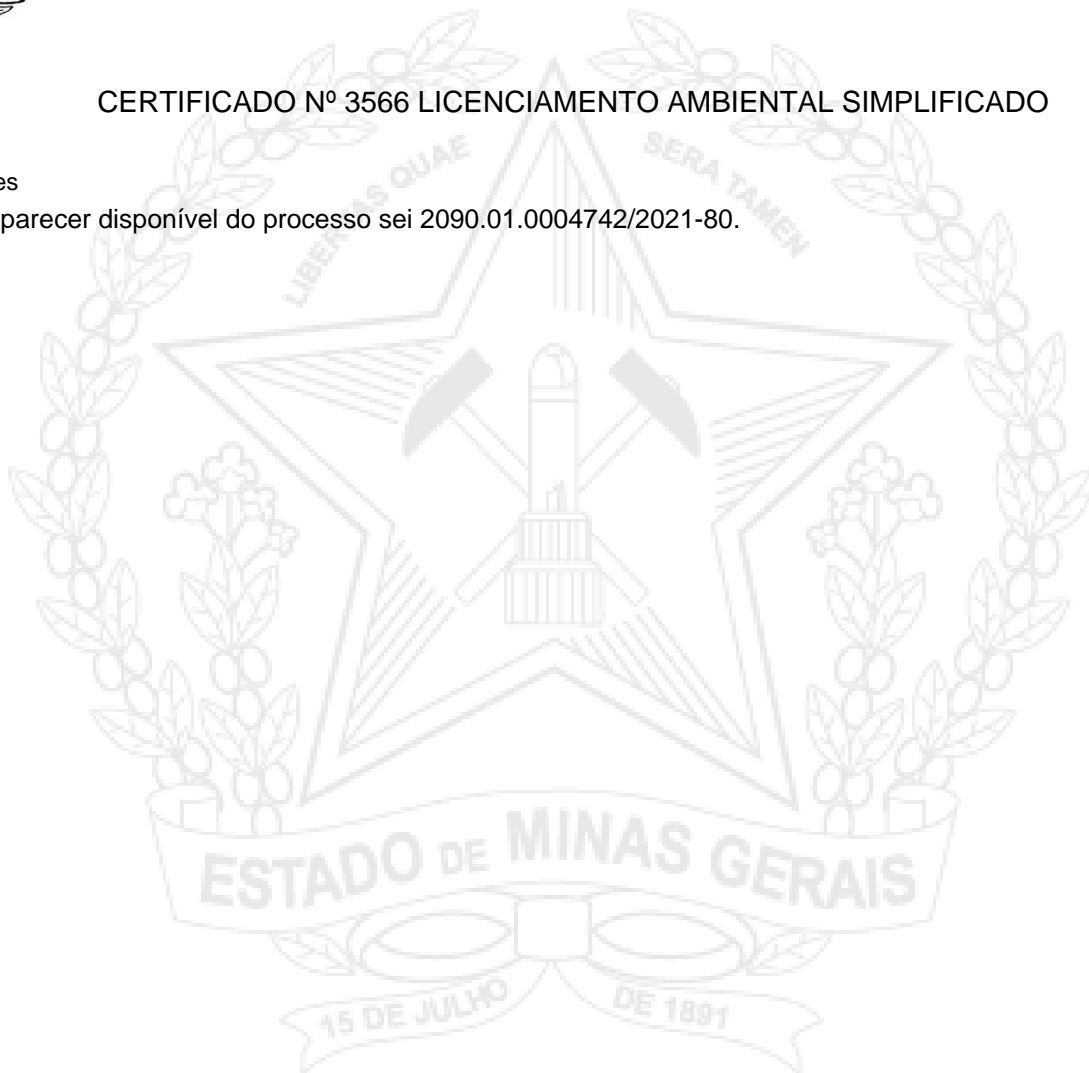 CERTIFICADO Nº 3566 LICENCIAMENTO AMBIENTAL SIMPLIFICADO
es
parecer disponível do processo sei 2090.01.0004742/2021-80.
LIBERTAS QUAE SERA TAMEN
ESTADO DE MINAS GERAIS
15 DE JULHO DE 1891